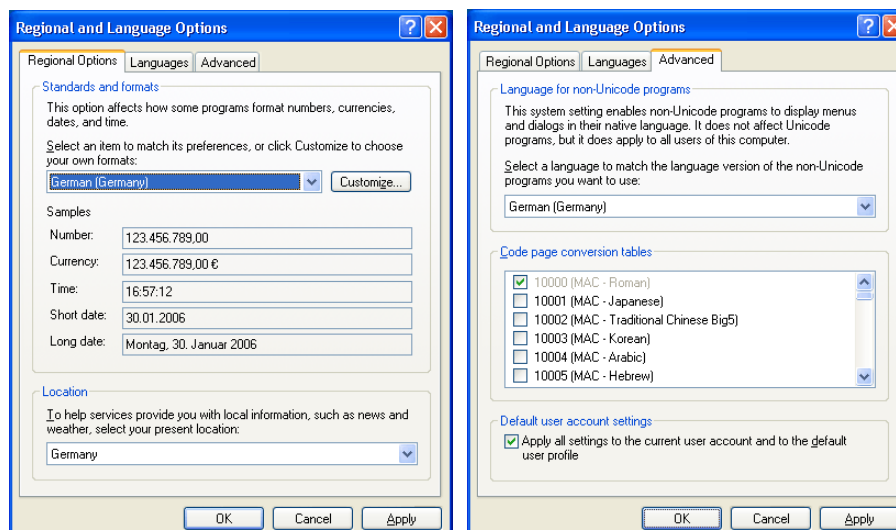 Regional and Language Options
Regional Options Languages Advanced
Standards and formats
This option affects how some programs format numbers, currencies,
dates, and time.
Select an item to match its preferences, or click Customize to choose
your own formats:
German (Germany) Customize...
Samples
Number: 123.456.789,00
Currency: 123.456.789,00 €
Time: 16:57:12
Short date: 30.01.2006
Long date: Montag, 30. Januar 2006
Location
To help services provide you with local information, such as news and
weather, select your present location:
Germany
OK Cancel Apply
Regional and Language Options
Regional Options Languages Advanced
Language for non-Unicode programs
This system setting enables non-Unicode programs to display menus
and dialogs in their native language. It does not affect Unicode
programs, but it does apply to all users of this computer.
Select a language to match the language version of the non-Unicode
programs you want to use:
German (Germany)
Code page conversion tables
10000 (MAC - Roman)
10001 (MAC - Japanese)
10002 (MAC - Traditional Chinese Big5)
10003 (MAC - Korean)
10004 (MAC - Arabic)
10005 (MAC - Hebrew)
Default user account settings
Apply all settings to the current user account and to the default
user profile
OK Cancel Apply